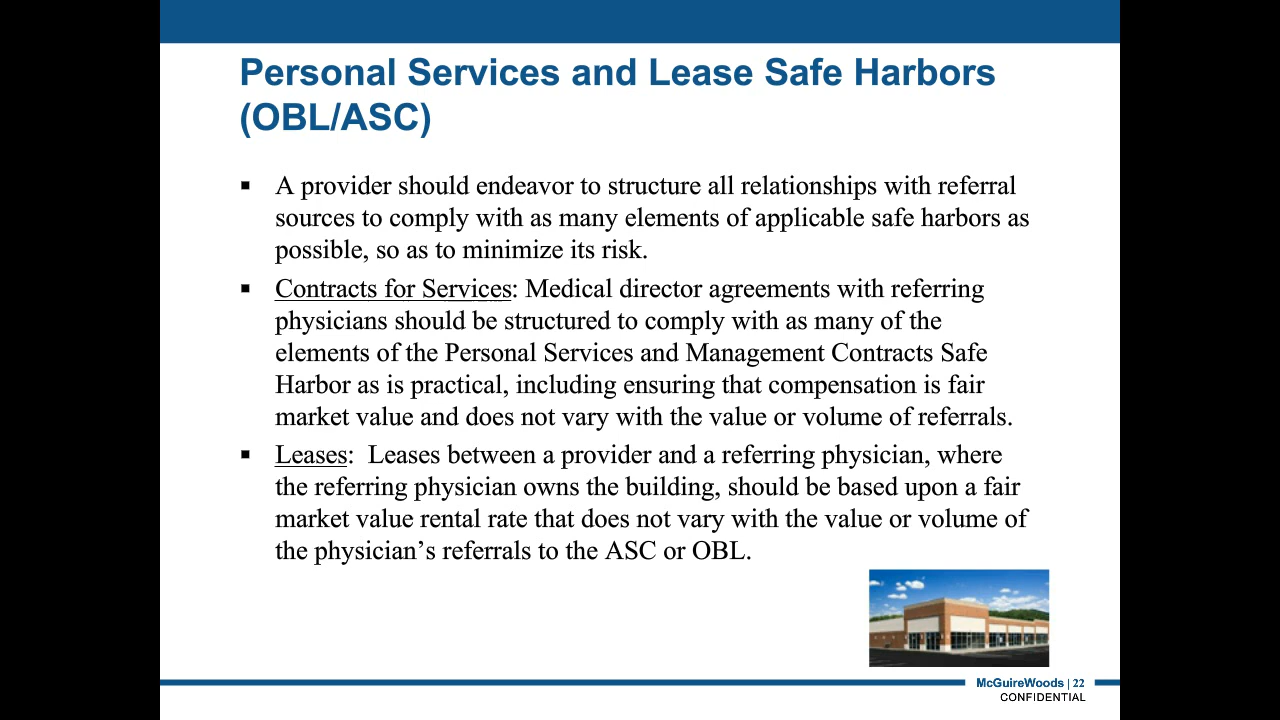 Personal Services and Lease Safe Harbors
(OBL/ASC)
▪ A provider should endeavor to structure all relationships with referral
sources to comply with as many elements of applicable safe harbors as
possible, so as to minimize its risk.
▪ Contracts for Services: Medical director agreements with referring
physicians should be structured to comply with as many of the
elements of the Personal Services and Management Contracts Safe
Harbor as is practical, including ensuring that compensation is fair
market value and does not vary with the value or volume of referrals.
▪ Leases:  Leases between a provider and a referring physician, where
the referring physician owns the building, should be based upon a fair
market value rental rate that does not vary with the value or volume of
the physician’s referrals to the ASC or OBL.
McGuireWoods | 22
CONFIDENTIAL